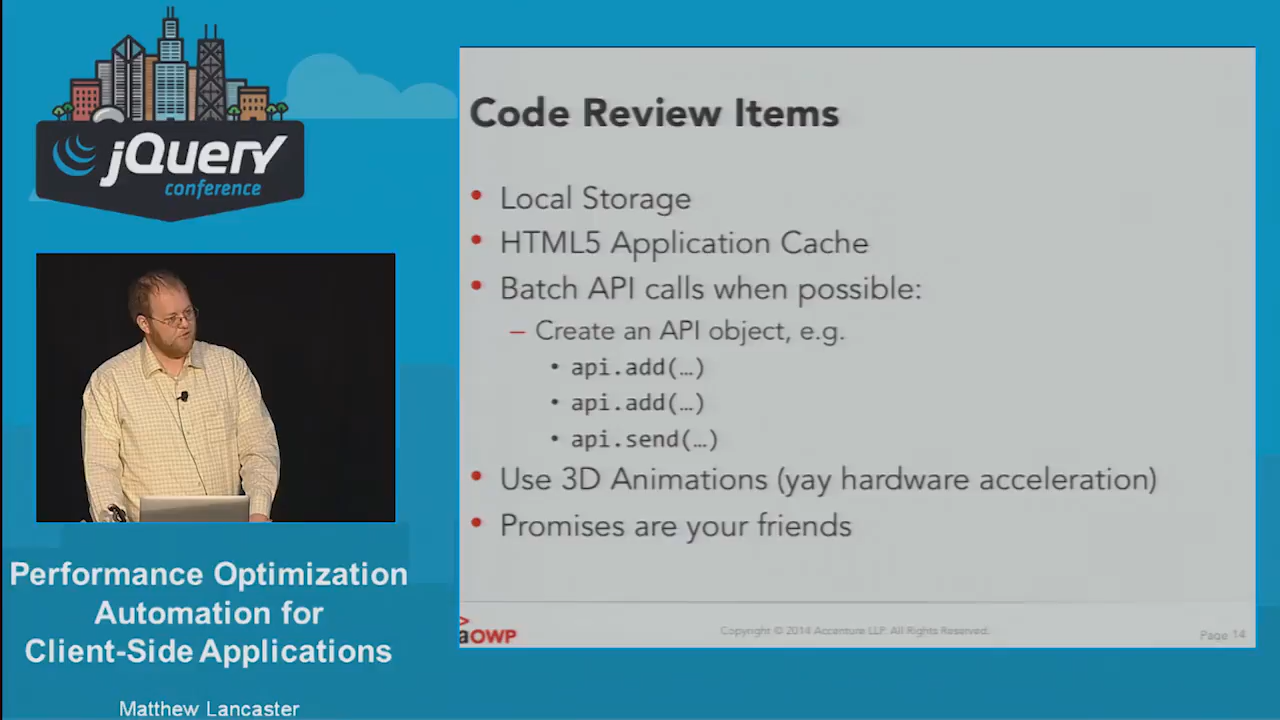 jQuery
conference
Performance Optimization
Automation for
Client-Side Applications
Matthew Lancaster
Code Review Items
• Local Storage
• HTML5 Application Cache
• Batch API calls when possible:
– Create an API object, e.g.
• api.add(…)
• api.add(…)
• api.send(…)
• Use 3D Animations (yay hardware acceleration)
• Promises are your friends
aOWP
Copyright © 2014 Accenture LLP. All Rights Reserved.
Page 14